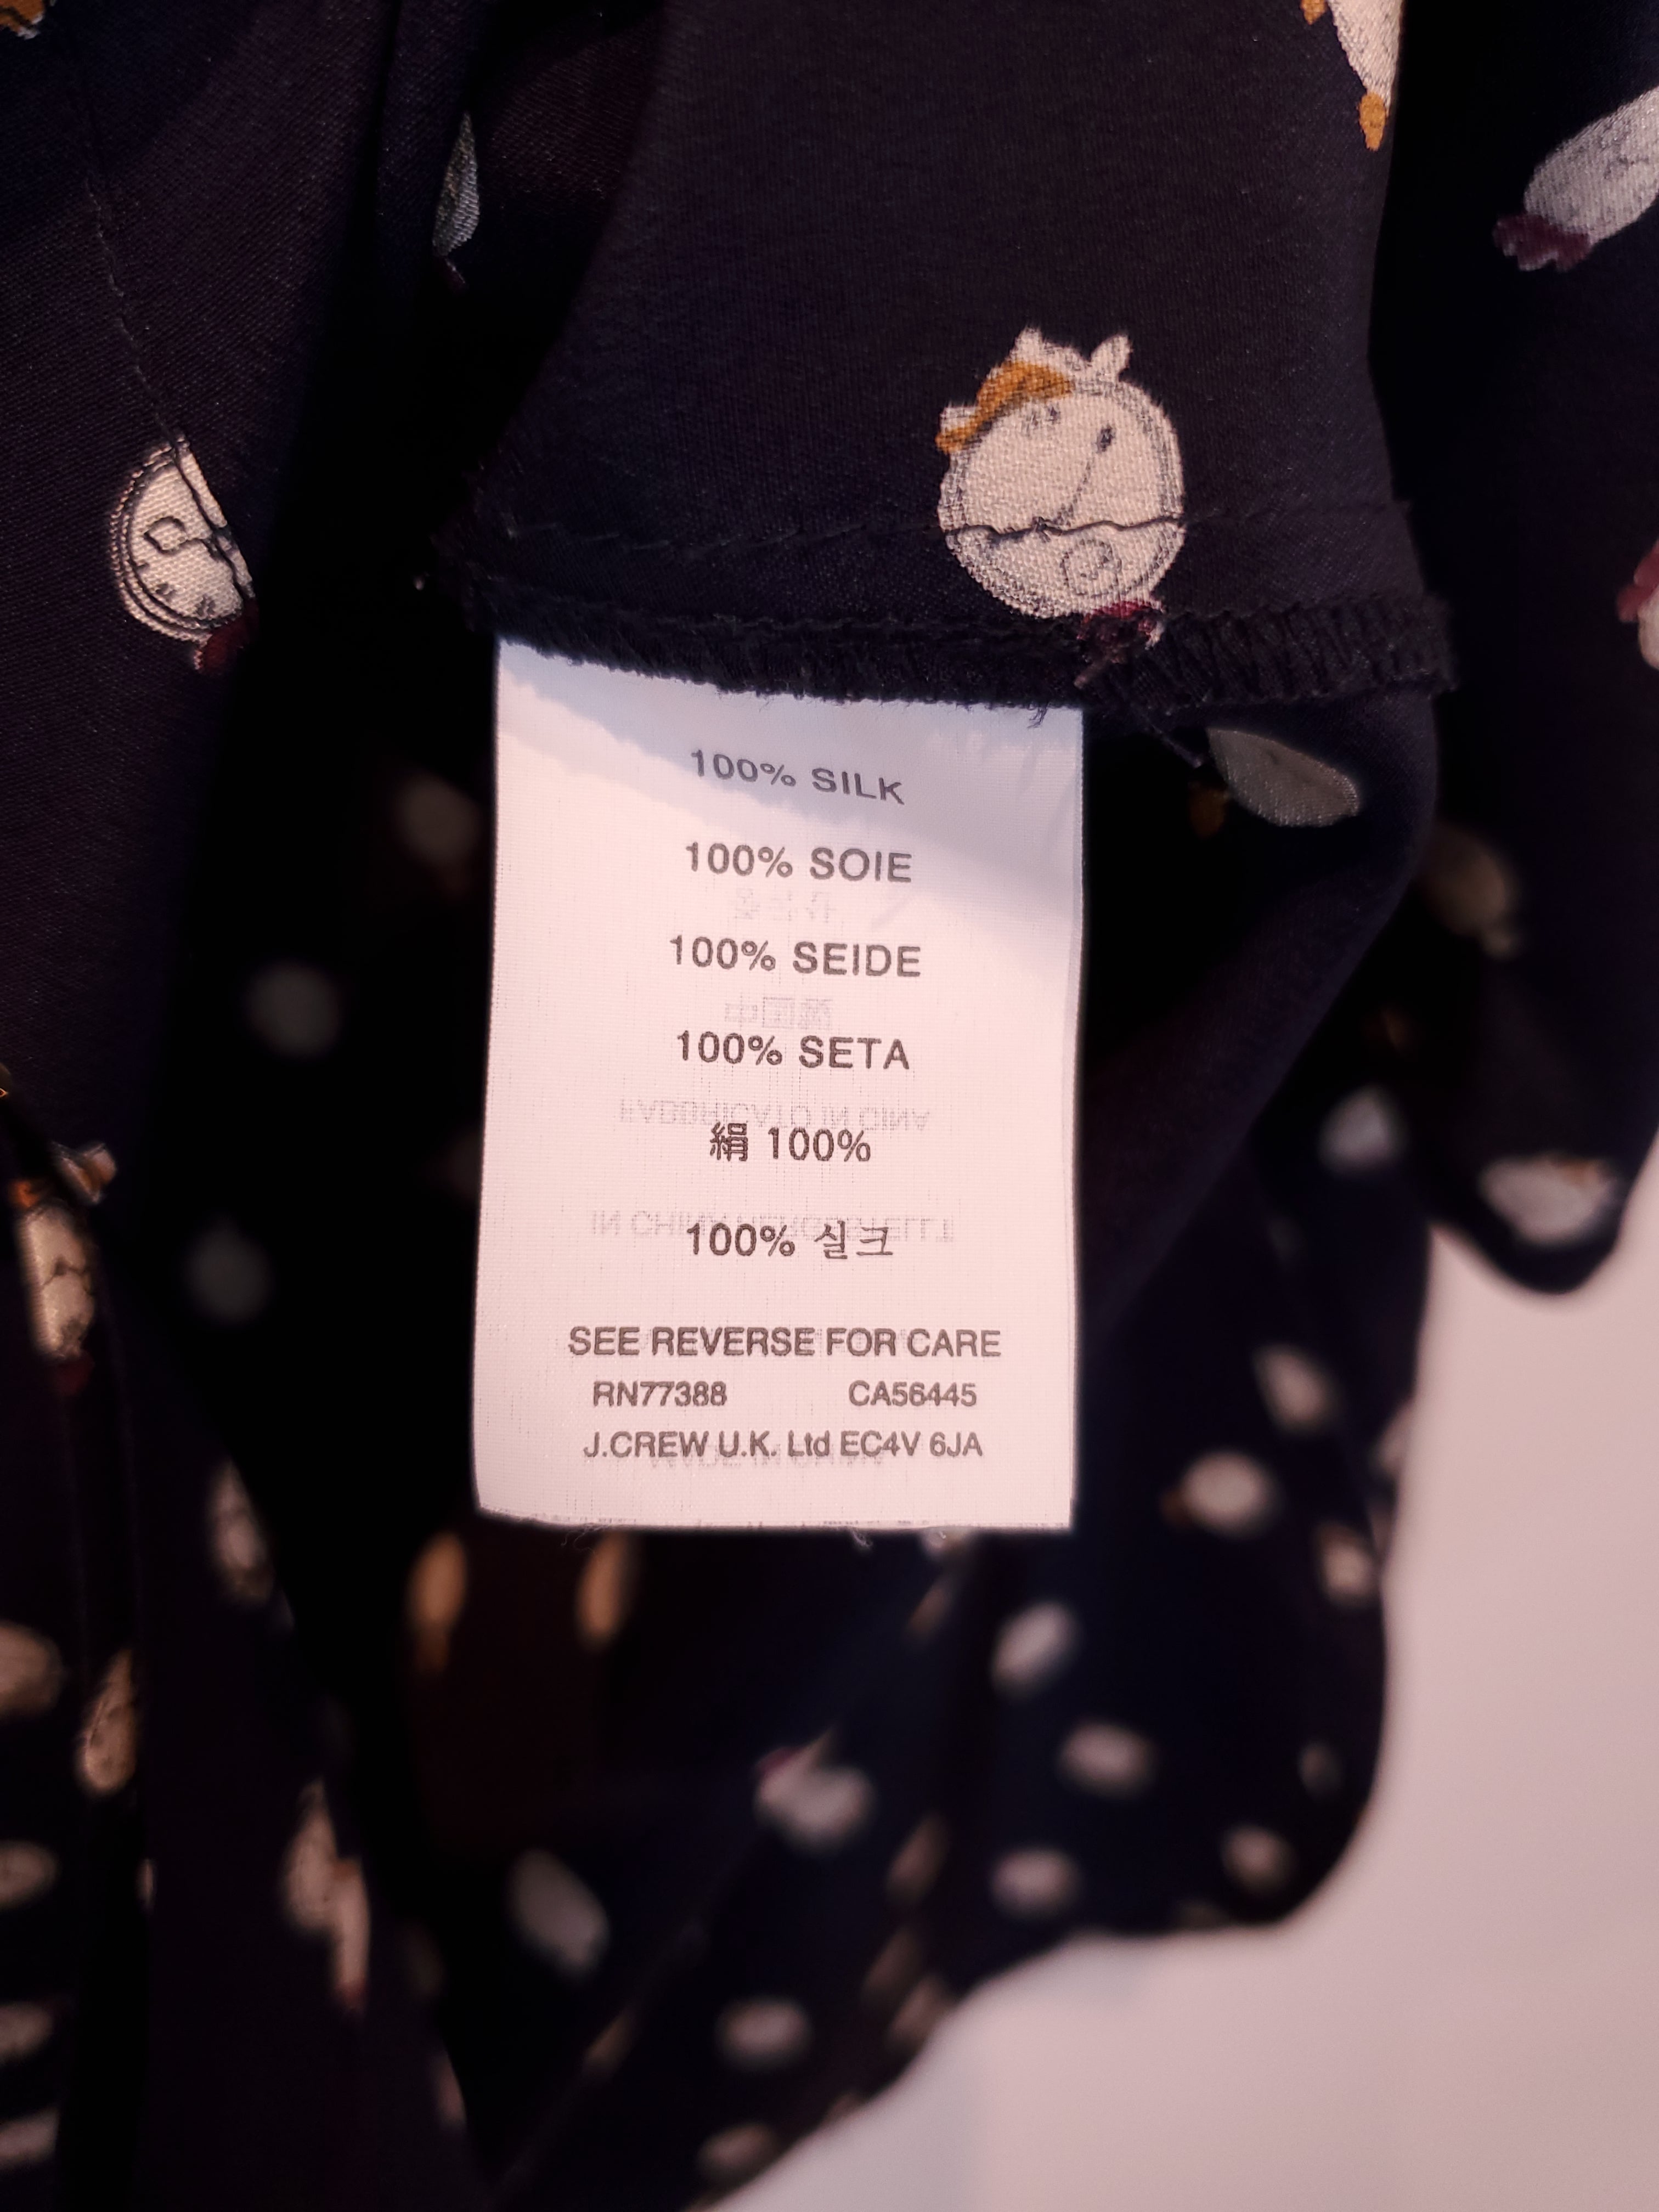 100% SILK
100% SOIE
100% SEIDE
100% SETA
絹 100%
100% 실크
SEE REVERSE FOR CARE
RN77388 CA56445
J.CREW U.K. Ltd EC4V 6JA